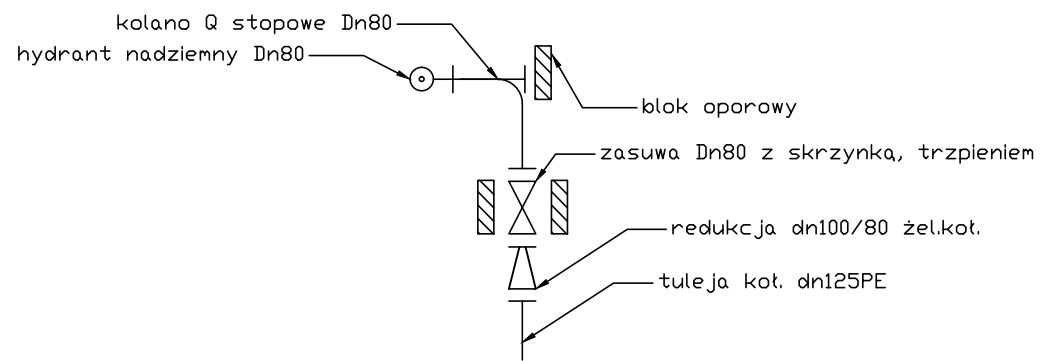 kolano Q stopowe Dn80
hydrant nadziemny Dn80
blok oporowy
zasuwa Dn80 z skrzynką, trzpieniem
redukcja dn100/80 żel.koł.
tuleja koł. dn125PE